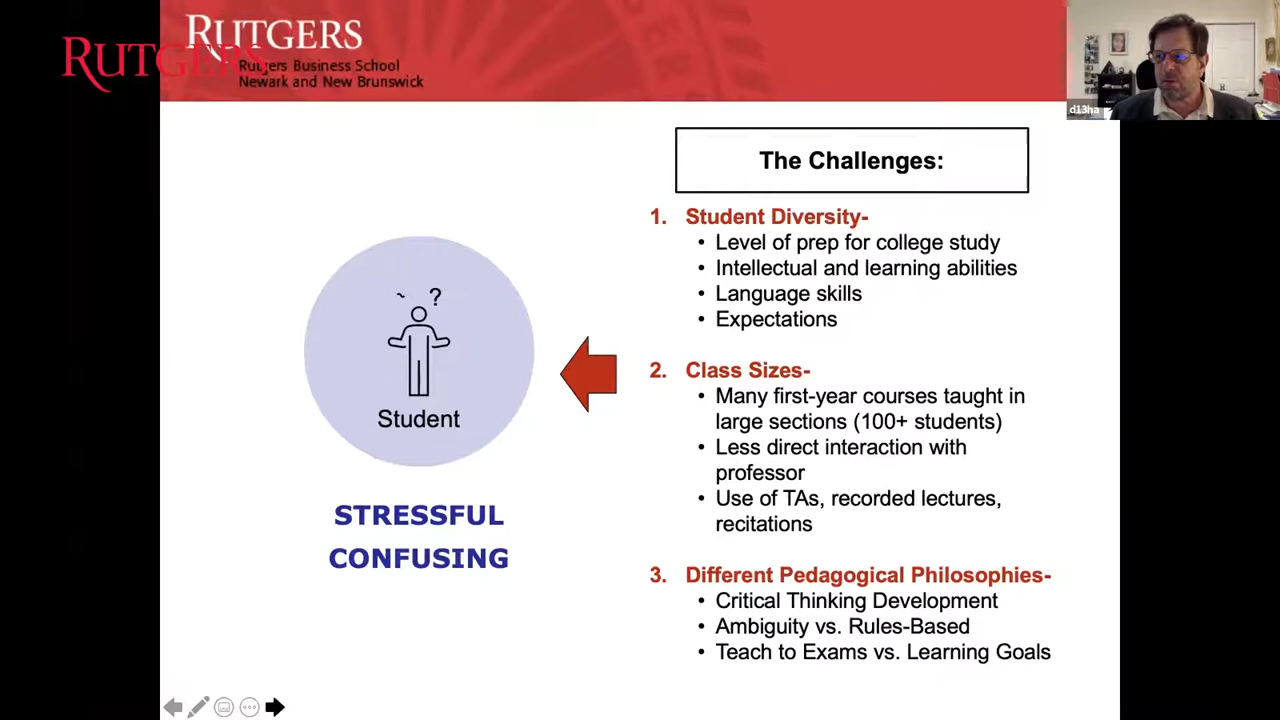 RUTGERS
RUTGERS
Rutgers Business School
Newark and New Brunswick
d13ha
The Challenges:
1. Student Diversity-
• Level of prep for college study
• Intellectual and learning abilities
• Language skills
• Expectations
~ ?
Student
STRESSFUL
CONFUSING
2. Class Sizes-
• Many first-year courses taught in
large sections (100+ students)
• Less direct interaction with
professor
• Use of TAs, recorded lectures,
recitations
3. Different Pedagogical Philosophies-
• Critical Thinking Development
• Ambiguity vs. Rules-Based
• Teach to Exams vs. Learning Goals